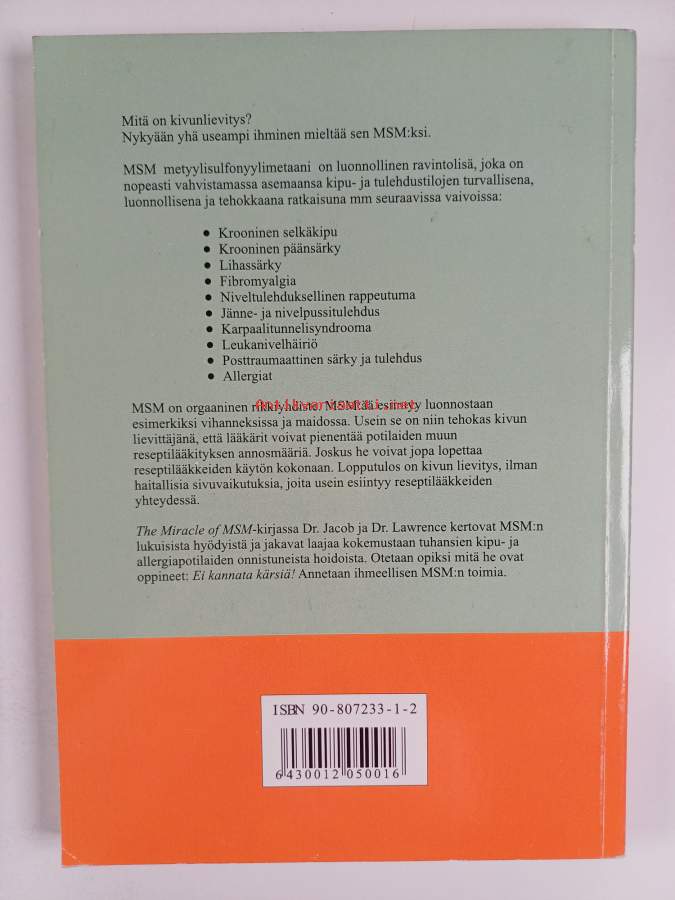 Mitä on kivunlievitys?
Nykyään yhä useampi ihminen mieltää sen MSM:ksi.
MSM metyylisulfonyylimetaani on luonnollinen ravintolisä, joka on
nopeasti vahvistamassa asemaansa kipu- ja tulehdustilojen turvallisena,
luonnollisena ja tehokkaana ratkaisuna mm seuraavissa vaivoissa:
● Krooninen selkäkipu
● Krooninen päänsärky
● Lihassärky
● Fibromyalgia
● Niveltulehduksellinen rappeutuma
● Jänne- ja nivelpussitulehdus
● Karpaalitunnelisyndrooma
● Leukanivelhäiriö
● Posttraumaattinen särky ja tulehdus
● Allergiat
Antikvariaatti.net
MSM on orgaaninen rikkiyhdiste. MSM:ää esiintyy luonnostaan
esimerkiksi vihanneksissa ja maidossa. Usein se on niin tehokas kivun
lievittäjänä, että lääkärit voivat pienentää potilaiden muun
reseptilääkityksen annosmääriä. Joskus he voivat jopa lopettaa
reseptilääkkeiden käytön kokonaan. Lopputulos on kivun lievitys, ilman
haitallisia sivuvaikutuksia, joita usein esiintyy reseptilääkkeiden
yhteydessä.
The Miracle of MSM-kirjassa Dr. Jacob ja Dr. Lawrence kertovat MSM:n
lukuisista hyödyistä ja jakavat laajaa kokemustaan tuhansien kipu- ja
allergiapotilaiden onnistuneista hoidoista. Otetaan opiksi mitä he ovat
oppineet: Ei kannata kärsiä! Annetaan ihmeellisen MSM:n toimia.
ISBN 90-807233-1-2
6430012050016